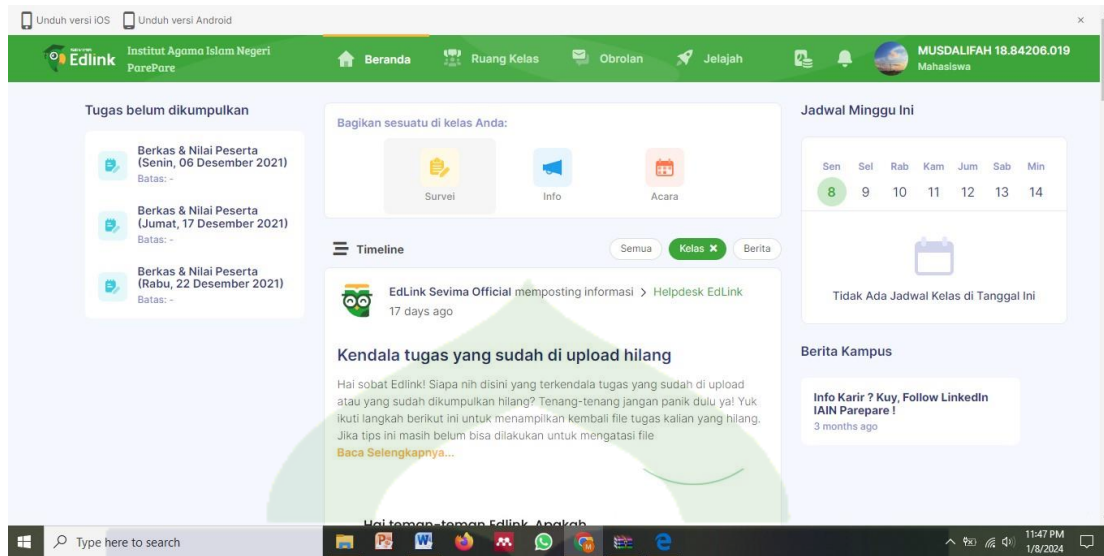 Unduh versi iOS Unduh versi Android ×
Edlink Institut Agama Islam Negeri
ParePare
Beranda Ruang Kelas Obrolan Jelajah
MUSDALIFAH 18.84206.019
Mahasiswa
Tugas belum dikumpulkan
Berkas & Nilai Peserta
(Senin, 06 Desember 2021)
Batas: -
Berkas & Nilai Peserta
(Jumat, 17 Desember 2021)
Batas: -
Berkas & Nilai Peserta
(Rabu, 22 Desember 2021)
Batas: -
Bagikan sesuatu di kelas Anda:
Survei Info Acara
Timeline Semua Kelas × Berita
EdLink Sevima Official memposting informasi > Helpdesk EdLink
17 days ago
Kendala tugas yang sudah di upload hilang
Hai sobat Edlink! Siapa nih disini yang terkendala tugas yang sudah di upload
atau yang sudah dikumpulkan hilang? Tenang-tenang jangan panik dulu ya! Yuk
ikuti langkah berikut ini untuk menampilkan kembali file tugas kalian yang hilang.
Jika tips ini masih belum bisa dilakukan untuk mengatasi file
Baca Selengkapnya...
Hai teman-teman Edlink, Apakah
Jadwal Minggu Ini
Sen Sel Rab Kam Jum Sab Min
8 9 10 11 12 13 14
Tidak Ada Jadwal Kelas di Tanggal Ini
Berita Kampus
Info Karir ? Kuy, Follow LinkedIn
IAIN Parepare !
3 months ago
Type here to search
11:47 PM
1/8/2024